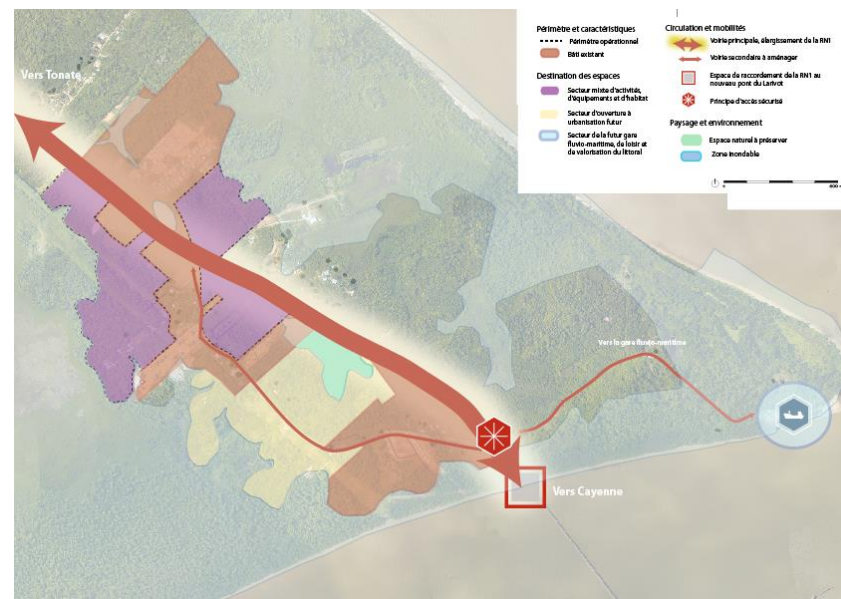 Périmètre et caractéristiques
Périmètre opérationnel
Bâti existant
Destination des espaces
Secteur mixte d'activités,
d'équipements et d'habitat
Secteur d'ouverture à
urbanisation futur
Secteur de la futur gare
fluvio-maritime, de loisir et
de valorisation du littoral
Circulation et mobilités
Voirie principale, élargissement de la RN1
Voirie secondaire à aménager
Espace de raccordement de la RN1 au
nouveau pont du Larivot
Principe d'accès sécurisé
Paysage et environnement
Espace naturel à préserver
Zone inondable
Vers Tonate
Vers la gare fluvio-maritime
Vers Cayenne